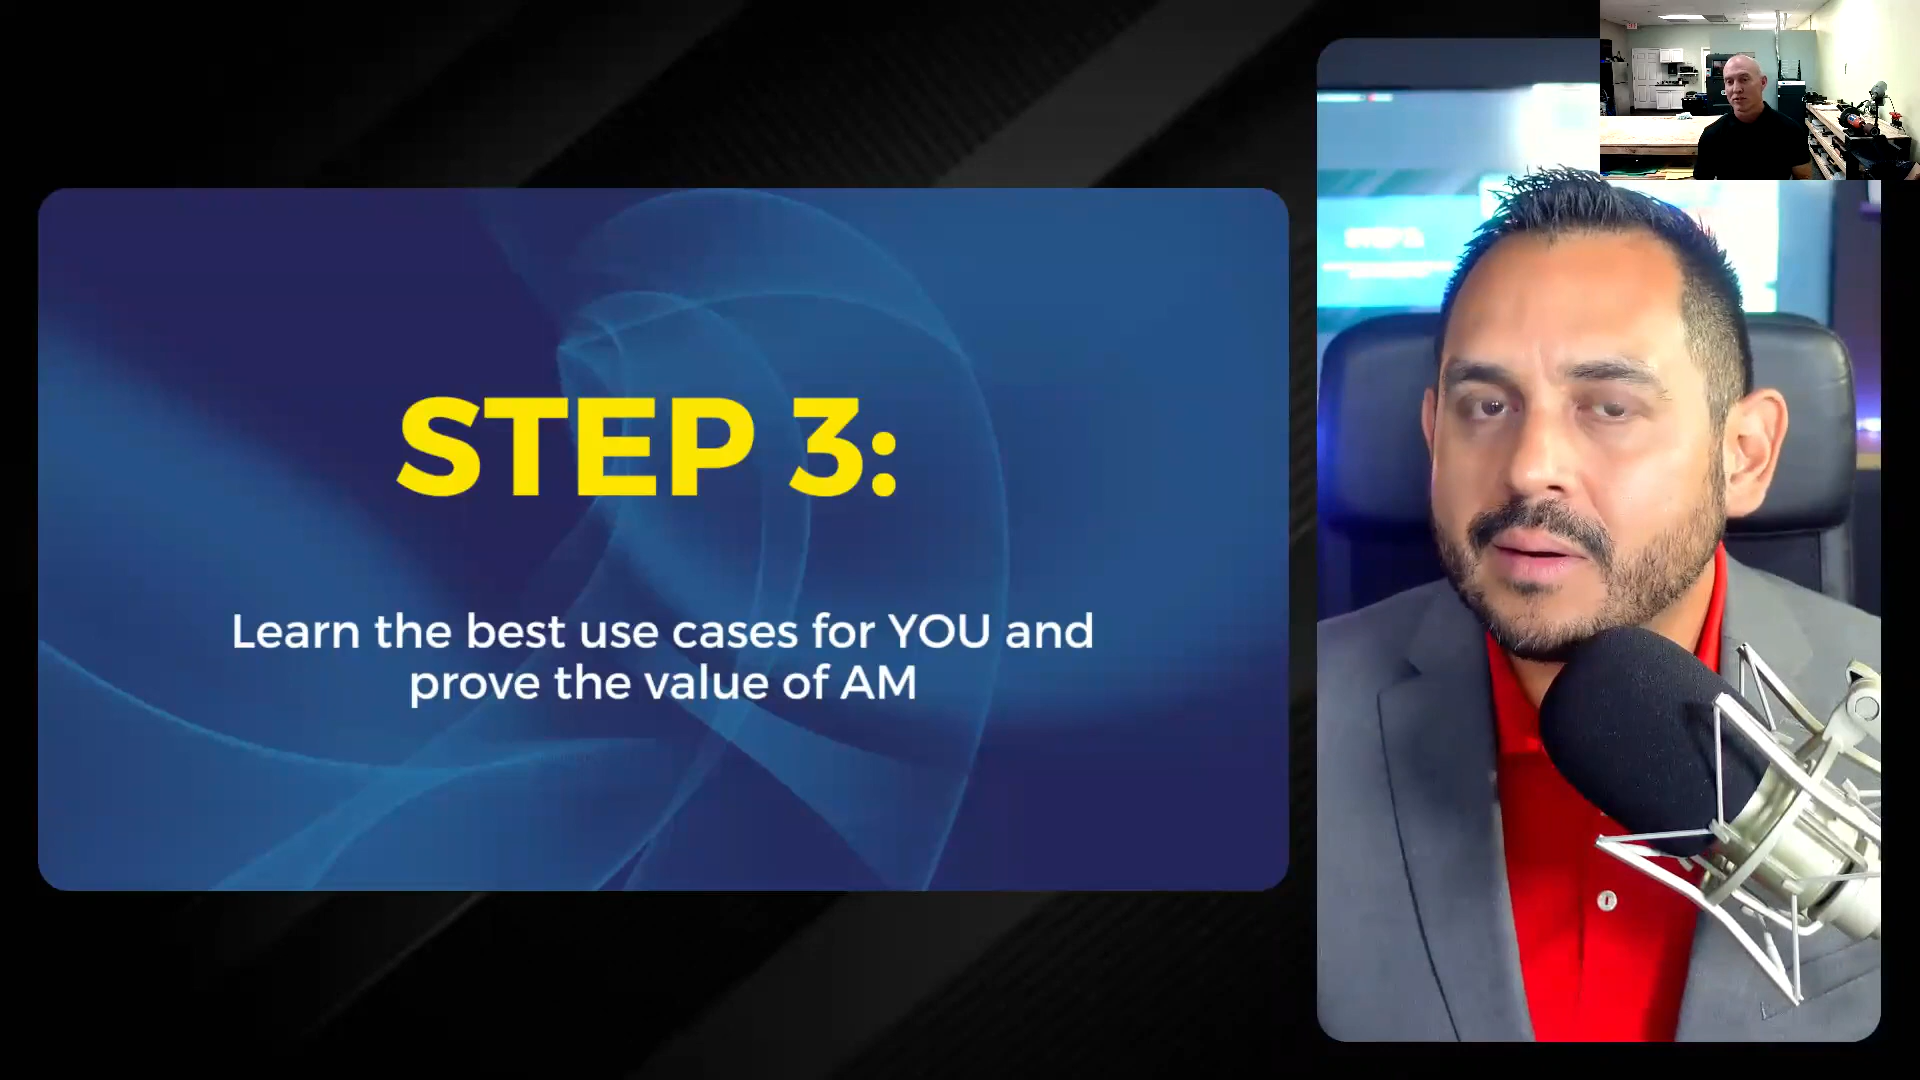 STEP 3:
Learn the best use cases for YOU and
prove the value of AM